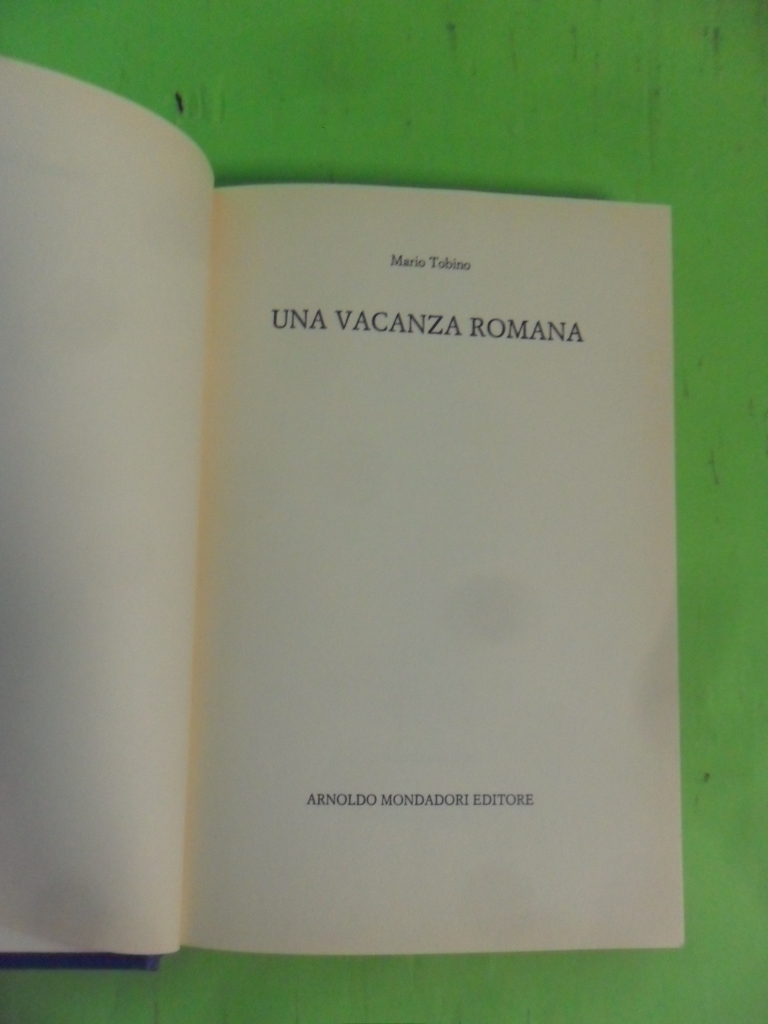 Mario Tobino
UNA VACANZA ROMANA
ARNOLDO MONDADORI EDITORE